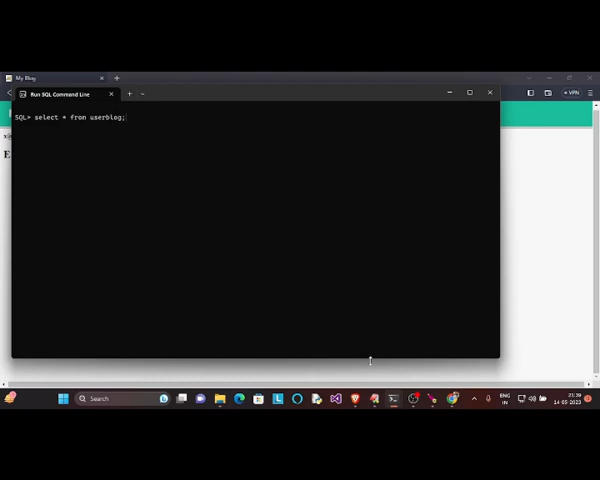 My Blog
VPN
Run SQL Command Line
SQL> select * from userblog;
E
Search
ENG
IN
21:39
14-05-2023